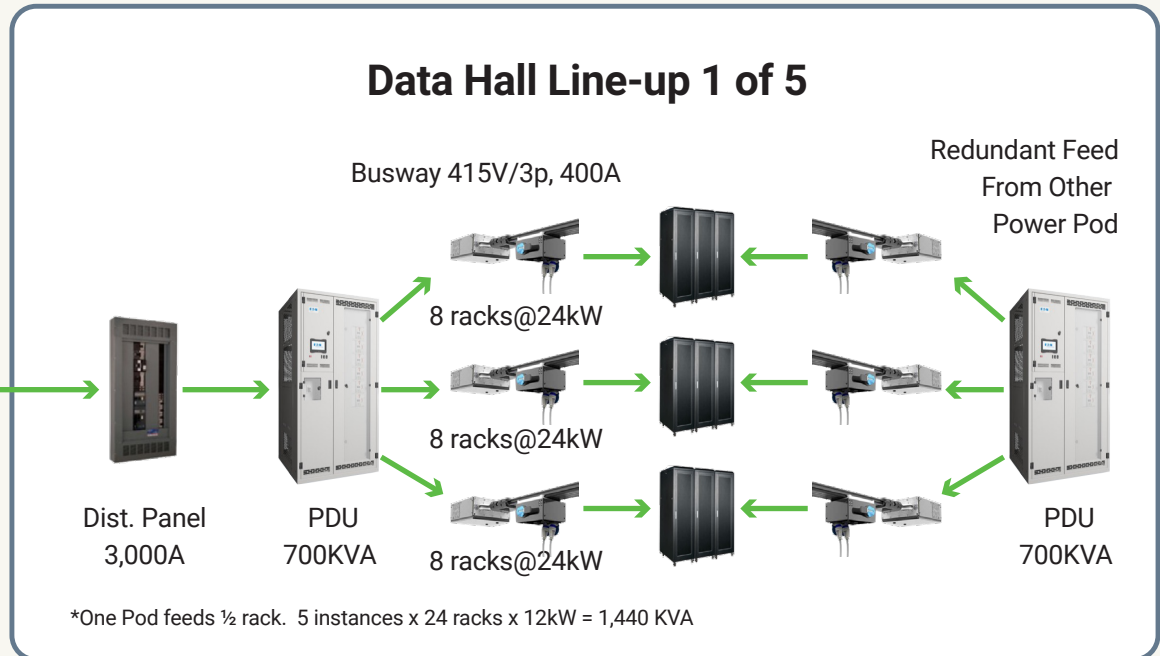 Data Hall Line-up 1 of 5
Busway 415V/3p, 400A
Redundant Feed
From Other
Power Pod
8 racks@24kW
8 racks@24kW
8 racks@24kW
Dist. Panel
3,000A
PDU
700KVA
PDU
700KVA
*One Pod feeds ½ rack.  5 instances x 24 racks x 12kW = 1,440 KVA